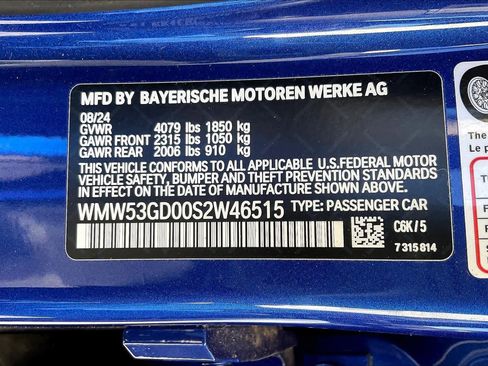 MFD BY BAYERISCHE MOTOREN WERKE AG
08/24
GVWR 4079 lbs 1850 kg
GAWR FRONT 2315 lbs 1050 kg
GAWR REAR 2006 lbs 910 kg
THIS VEHICLE CONFORMS TO ALL APPLICABLE U.S.FEDERAL MOTOR
VEHICLE SAFETY, BUMPER AND THEFT PREVENTION STANDARDS
IN EFFECT ON THE DATE OF MANUFACTURE SHOWN ABOVE.
WMW53GD00S2W46515 TYPE: PASSENGER CAR
C6K/5
7 315 814
The
Le p